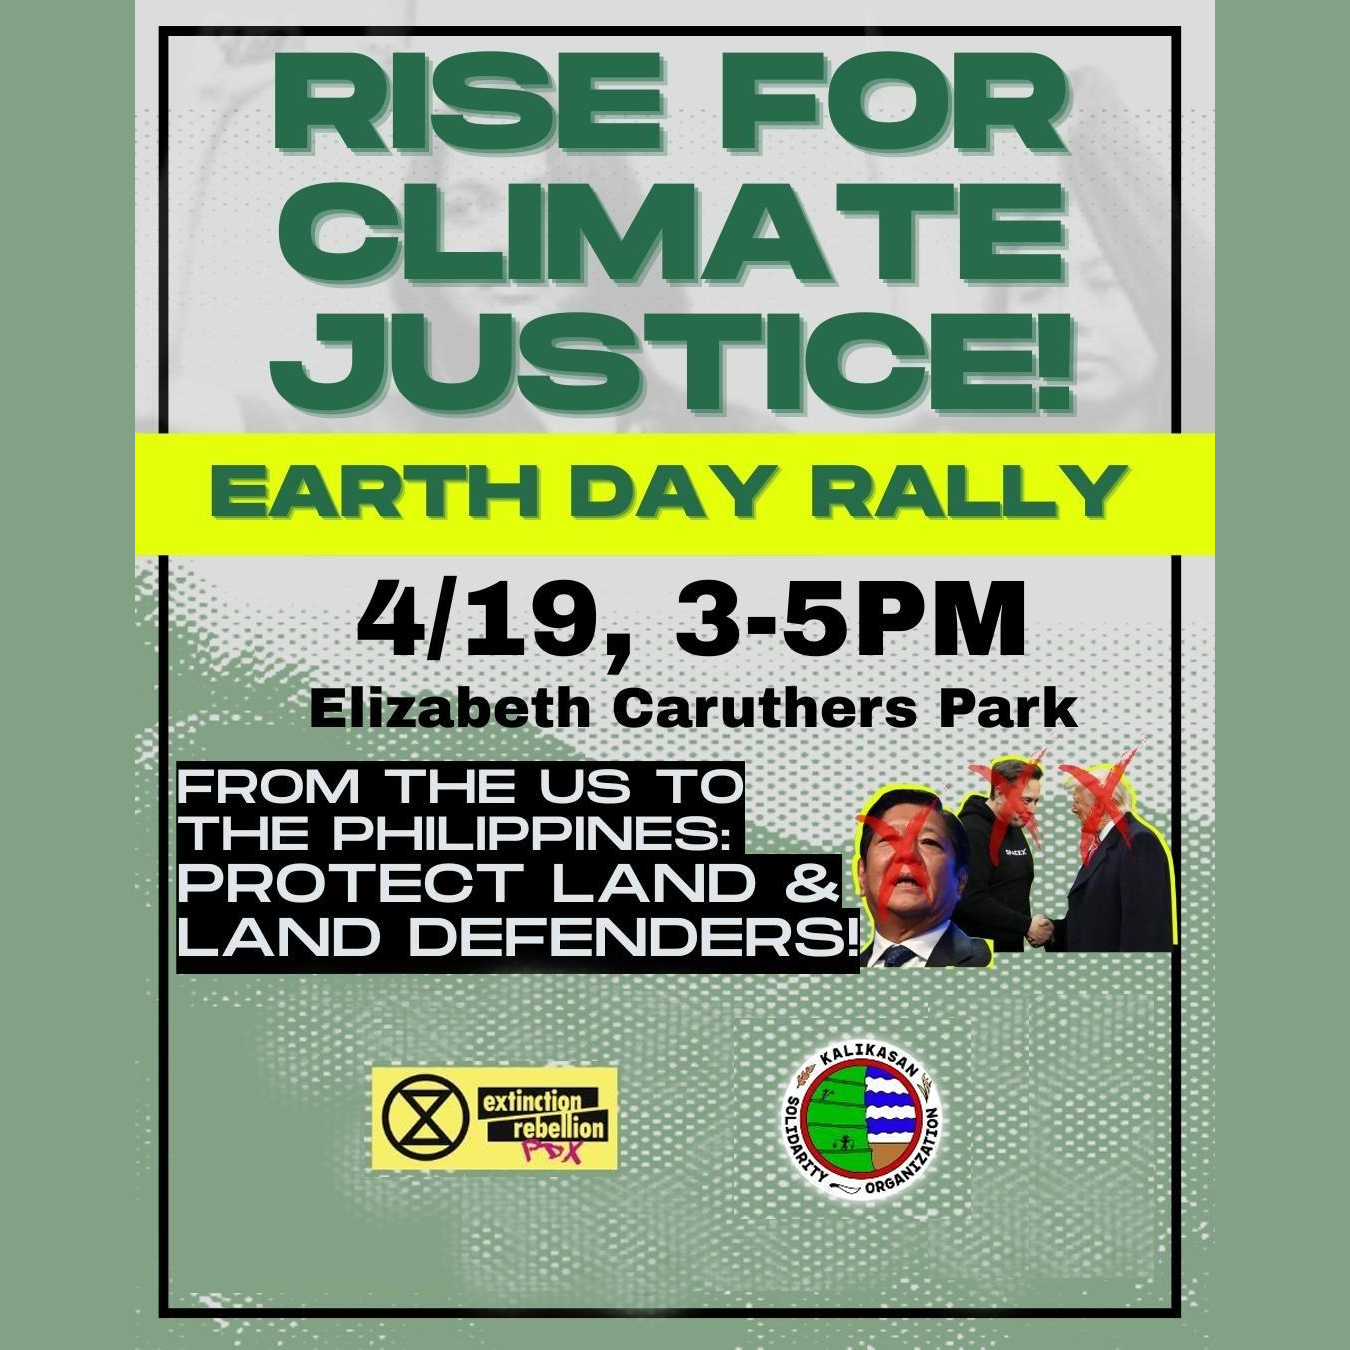 RISE FOR
CLIMATE
JUSTICE!
EARTH DAY RALLY
4/19, 3-5PM
Elizabeth Caruthers Park
FROM THE US TO
THE PHILIPPINES:
PROTECT LAND &
LAND DEFENDERS!
SPACEX
extinction
rebellion
PDX
KALIKASAN
SOLIDARITY
ORGANIZATION